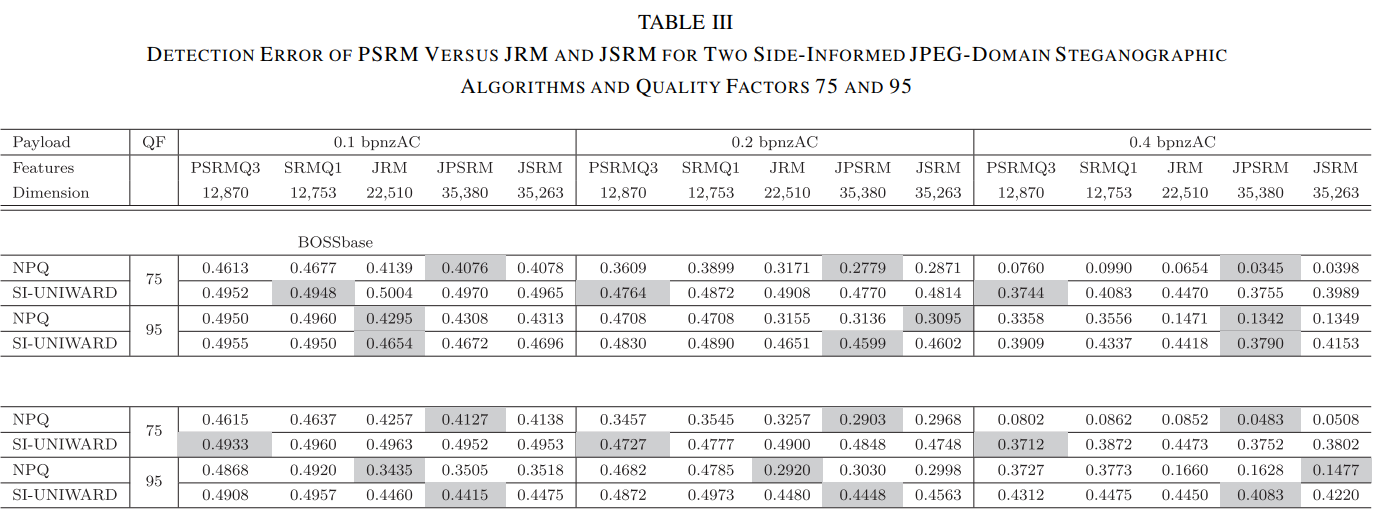 TABLE III
DETECTION ERROR OF PSRM VERSUS JRM AND JSRM FOR TWO SIDE-INFORMED JPEG-DOMAIN STEGANOGRAPHIC
ALGORITHMS AND QUALITY FACTORS 75 AND 95
Payload QF 0.1 bpnzAC 0.2 bpnzAC 0.4 bpnzAC
Features PSRMQ3 SRMQ1 JRM JPSRM JSRM PSRMQ3 SRMQ1 JRM JPSRM JSRM PSRMQ3 SRMQ1 JRM JPSRM JSRM
Dimension 12,870 12,753 22,510 35,380 35,263 12,870 12,753 22,510 35,380 35,263 12,870 12,753 22,510 35,380 35,263
BOSSbase
NPQ 75 0.4613 0.4677 0.4139 0.4076 0.4078 0.3609 0.3899 0.3171 0.2779 0.2871 0.0760 0.0990 0.0654 0.0345 0.0398
SI-UNIWARD 0.4952 0.4948 0.5004 0.4970 0.4965 0.4764 0.4872 0.4908 0.4770 0.4814 0.3744 0.4083 0.4470 0.3755 0.3989
NPQ 95 0.4950 0.4960 0.4295 0.4308 0.4313 0.4708 0.4708 0.3155 0.3136 0.3095 0.3358 0.3556 0.1471 0.1342 0.1349
SI-UNIWARD 0.4955 0.4950 0.4654 0.4672 0.4696 0.4830 0.4890 0.4651 0.4599 0.4602 0.3909 0.4337 0.4418 0.3790 0.4153
NPQ 75 0.4615 0.4637 0.4257 0.4127 0.4138 0.3457 0.3545 0.3257 0.2903 0.2968 0.0802 0.0862 0.0852 0.0483 0.0508
SI-UNIWARD 0.4933 0.4960 0.4963 0.4952 0.4953 0.4727 0.4777 0.4900 0.4848 0.4748 0.3712 0.3872 0.4473 0.3752 0.3802
NPQ 95 0.4868 0.4920 0.3435 0.3505 0.3518 0.4682 0.4785 0.2920 0.3030 0.2998 0.3727 0.3773 0.1660 0.1628 0.1477
SI-UNIWARD 0.4908 0.4957 0.4460 0.4415 0.4475 0.4872 0.4973 0.4480 0.4448 0.4563 0.4312 0.4475 0.4450 0.4083 0.4220